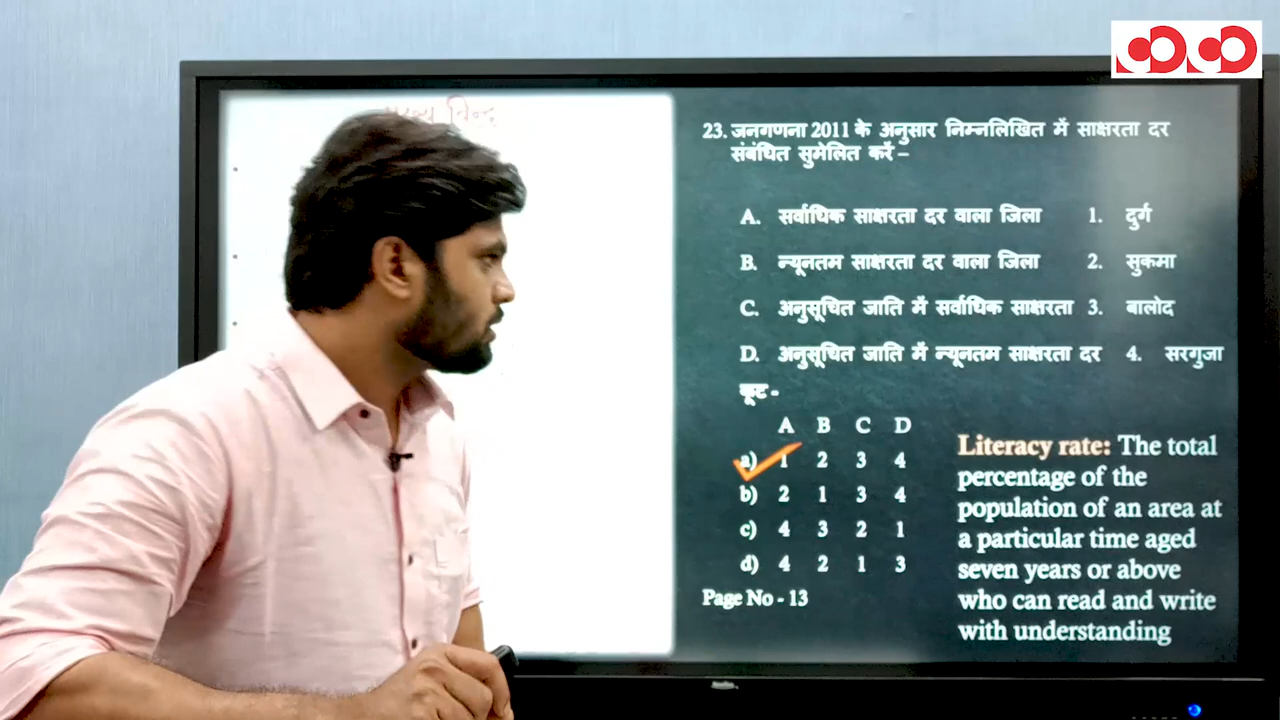 23. जनगणना 2011 के अनुसार निम्नलिखित में साक्षरता दर
संबंधित सुमेलित करें –
A. सर्वाधिक साक्षरता दर वाला जिला 1. दुर्ग
B. न्यूनतम साक्षरता दर वाला जिला 2. सुकमा
C. अनुसूचित जाति में सर्वाधिक साक्षरता 3. बालोद
D. अनुसूचित जाति में न्यूनतम साक्षरता दर 4. सरगुजा
कूट -
A B C D
a) 1 2 3 4
b) 2 1 3 4
c) 4 3 2 1
d) 4 2 1 3
Page No - 13
Literacy rate: The total
percentage of the
population of an area at
a particular time aged
seven years or above
who can read and write
with understanding